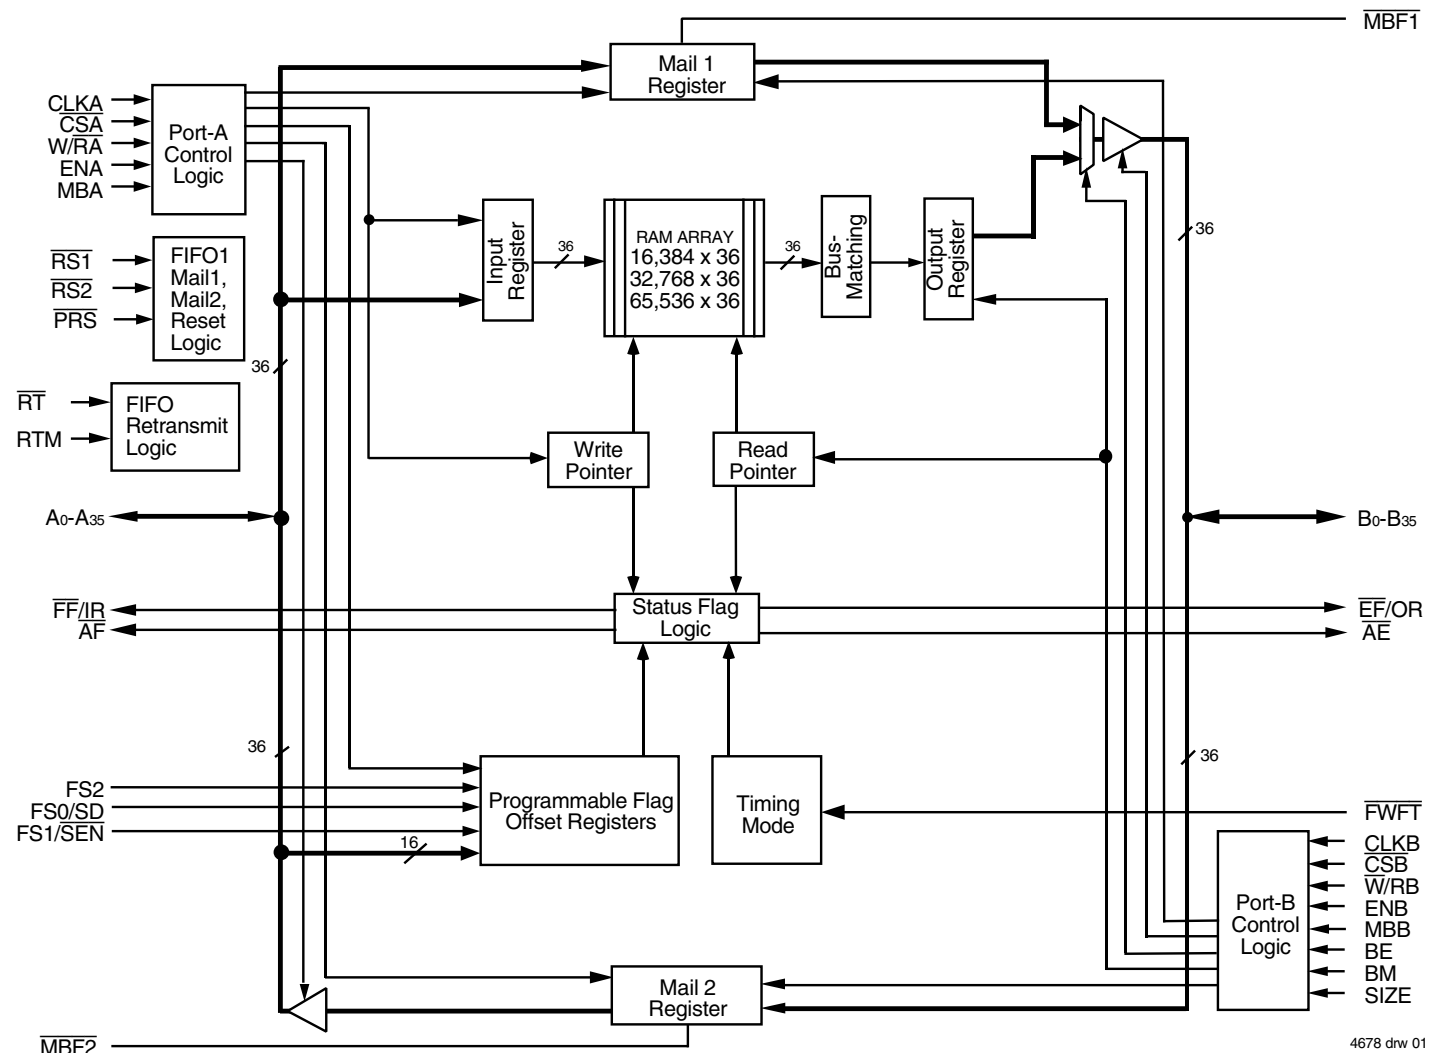 MBF1
Mail 1
Register
CLKA
CSA
W/RA
ENA
MBA
Port-A
Control
Logic
RS1
RS2
PRS
FIFO1
Mail1,
Mail2,
Reset
Logic
36
RT
RTM
FIFO
Retransmit
Logic
Input
Register
36
RAM ARRAY
16,384 x 36
32,768 x 36
65,536 x 36
36
Bus-
Matching
Output
Register
36
Write
Pointer
Read
Pointer
A0-A35
B0-B35
FF/IR
AF
Status Flag
Logic
EF/OR
AE
36
36
FS2
FS0/SD
FS1/SEN
16
Programmable Flag
Offset Registers
Timing
Mode
FWFT
CLKB
CSB
W/RB
ENB
MBB
BE
BM
SIZE
Port-B
Control
Logic
Mail 2
Register
MBF2
4678 drw 01